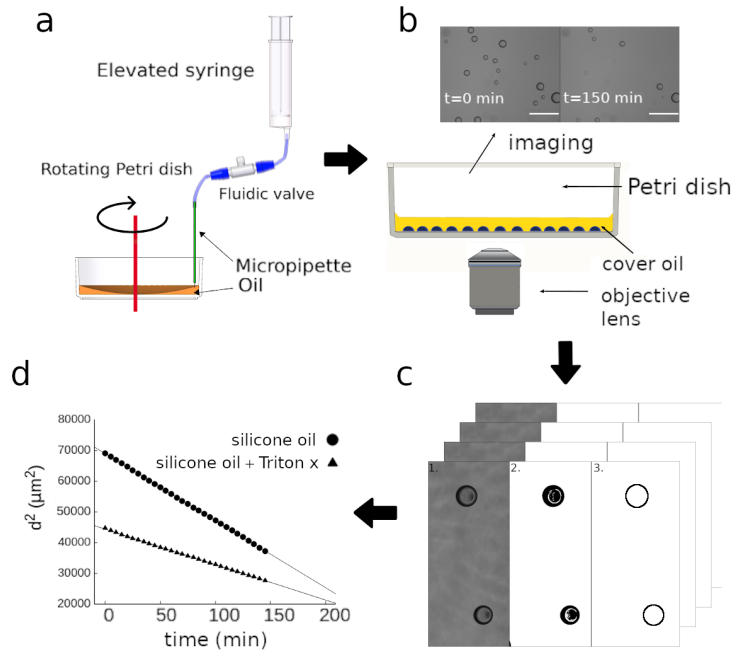 a
Elevated syringe
Rotating Petri dish
Fluidic valve
Micropipette
Oil
b
t=0 min
t=150 min
imaging
Petri dish
cover oil
objective
lens
c
1.
2.
3.
d
80000
70000
60000
50000
40000
30000
20000
d² (μm²)
silicone oil
silicone oil + Triton x
0
50
100
150
200
time (min)